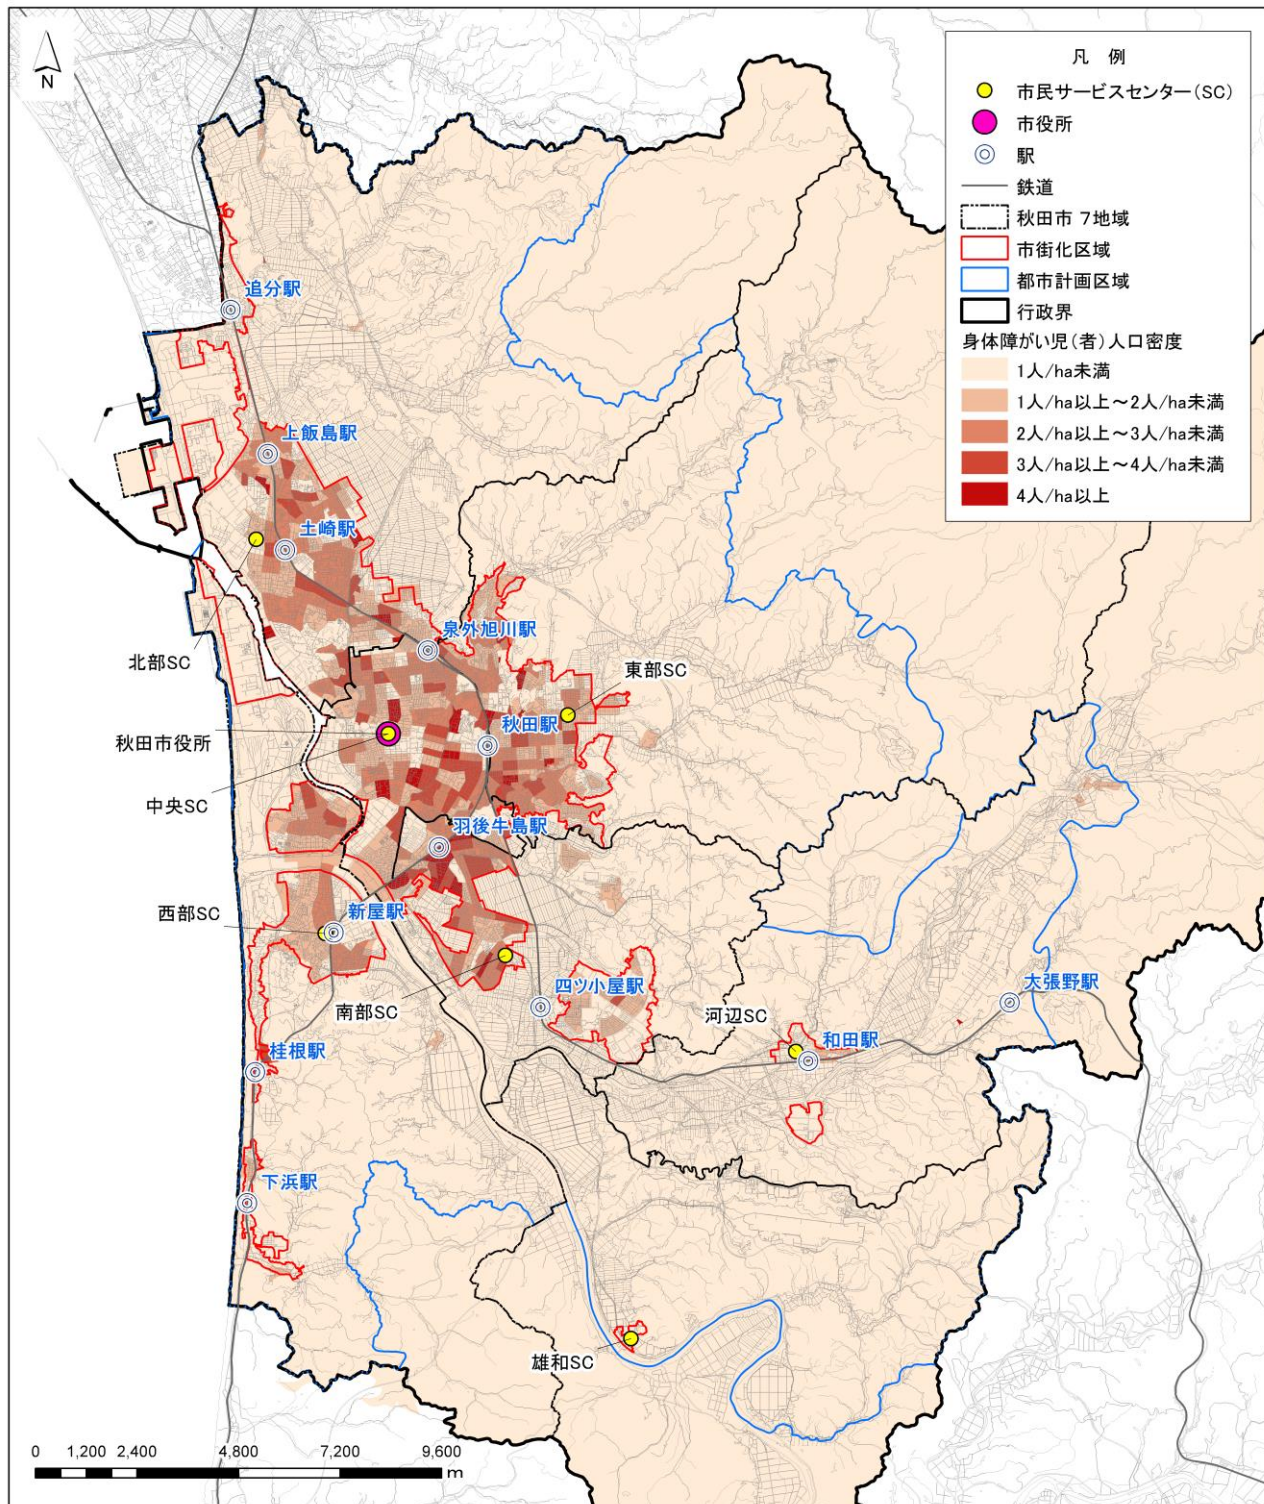 N
凡 例
市民サービスセンター(SC)
市役所
駅
鉄道
秋田市 7地域
市街化区域
都市計画区域
行政界
身体障がい児(者)人口密度
1人/ha未満
1人/ha以上～2人/ha未満
2人/ha以上～3人/ha未満
3人/ha以上～4人/ha未満
4人/ha以上
追分駅
上飯島駅
土崎駅
泉外旭川駅
北部SC
東部SC
秋田駅
秋田市役所
中央SC
羽後牛島駅
西部SC
新屋駅
南部SC
四ツ小屋駅
大張野駅
河辺SC
和田駅
桂根駅
下浜駅
雄和SC
0 1,200 2,400 4,800 7,200 9,600
m